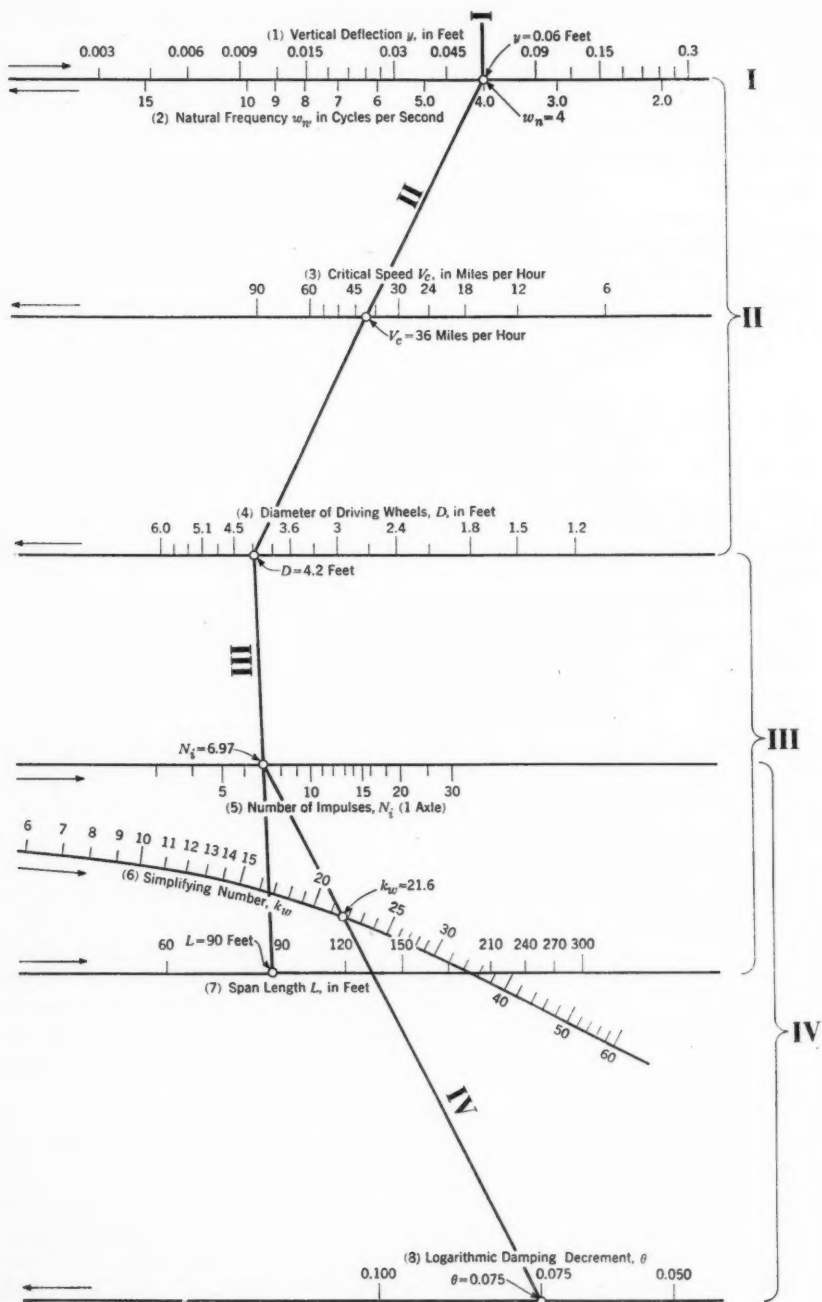 I
(1) Vertical Deflection y, in Feet
y=0.06 Feet
0.003 0.006 0.009 0.015 0.03 0.045 0.09 0.15 0.3
I
15 10 9 8 7 6 5.0 4.0 3.0 2.0
(2) Natural Frequency wₙ, in Cycles per Second
wₙ=4
II
(3) Critical Speed V꜀, in Miles per Hour
90 60 45 30 24 18 12 6
II
V꜀=36 Miles per Hour
(4) Diameter of Driving Wheels, D, in Feet
6.0 5.1 4.5 3.6 3 2.4 1.8 1.5 1.2
D=4.2 Feet
III
III
Nᵢ=6.97
5 10 15 20 30
(5) Number of Impulses, Nᵢ (1 Axle)
6 7 8 9 10 11 12 13 14 15 20 25 30 40 50 60
(6) Simplifying Number, k_w
k_w=21.6
L=90 Feet
60 90 120 150 210 240 270 300
(7) Span Length L, in Feet
IV
IV
(8) Logarithmic Damping Decrement, θ
0.100 θ=0.075 0.075 0.050